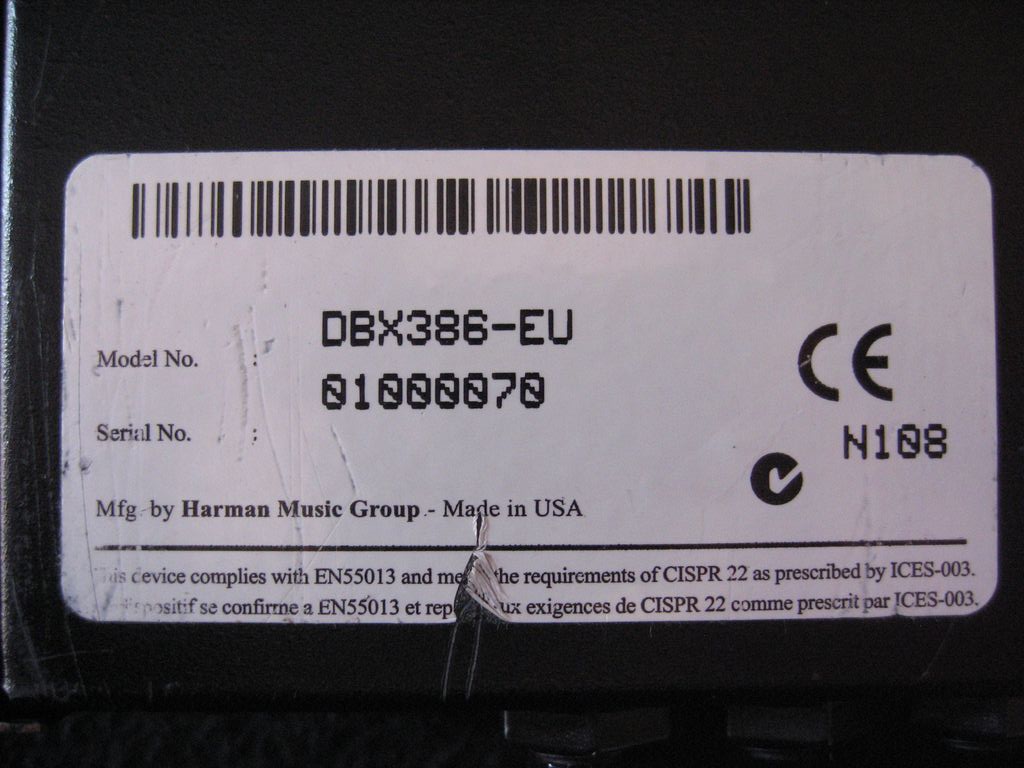 DBX386-EU
Model No. :
01000070
Serial No. :
CE
N108
Mfg. by Harman Music Group - Made in USA
device complies with EN55013 and the requirements of CISPR 22 as prescribed by ICES-003.
se confirme a EN55013 et exigences de CISPR 22 comme prescrit par ICES-003.